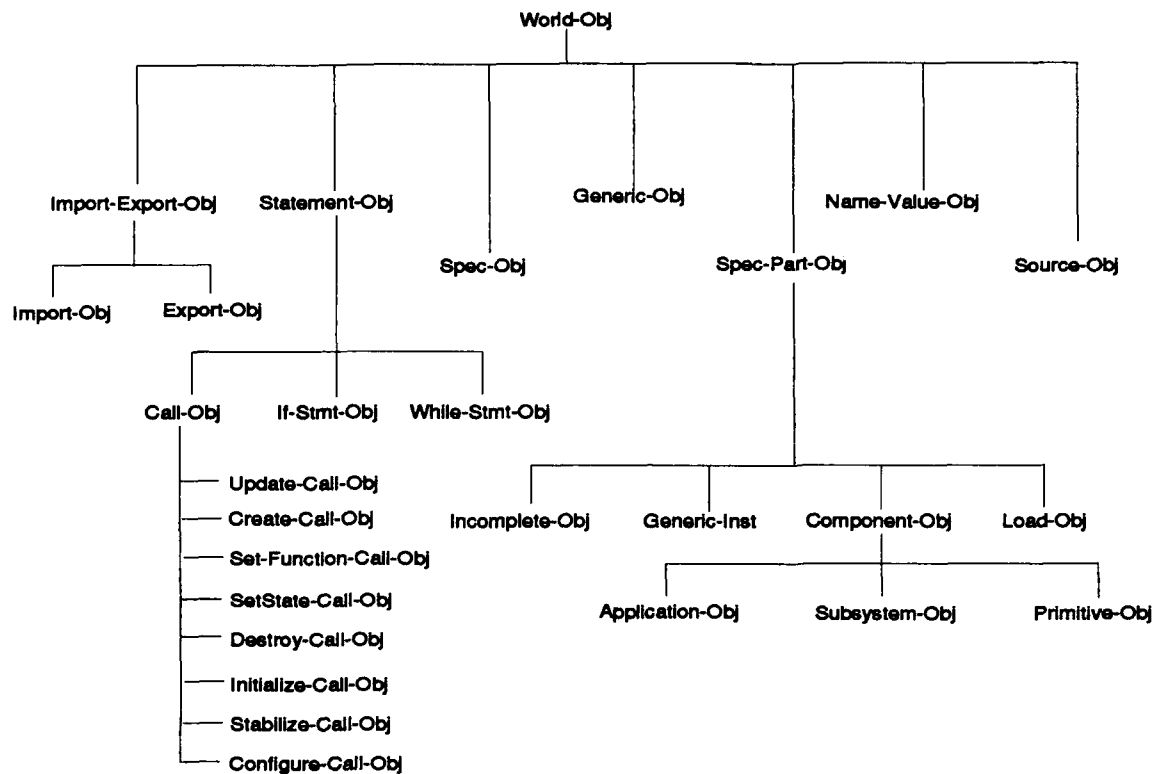 World-Obj
Import-Export-Obj
Statement-Obj
Generic-Obj
Name-Value-Obj
Spec-Obj
Spec-Part-Obj
Source-Obj
Import-Obj
Export-Obj
Call-Obj
If-Stmt-Obj
While-Stmt-Obj
Update-Call-Obj
Create-Call-Obj
Set-Function-Call-Obj
SetState-Call-Obj
Destroy-Call-Obj
Initialize-Call-Obj
Stabilize-Call-Obj
Configure-Call-Obj
Incomplete-Obj
Generic-Inst
Component-Obj
Load-Obj
Application-Obj
Subsystem-Obj
Primitive-Obj